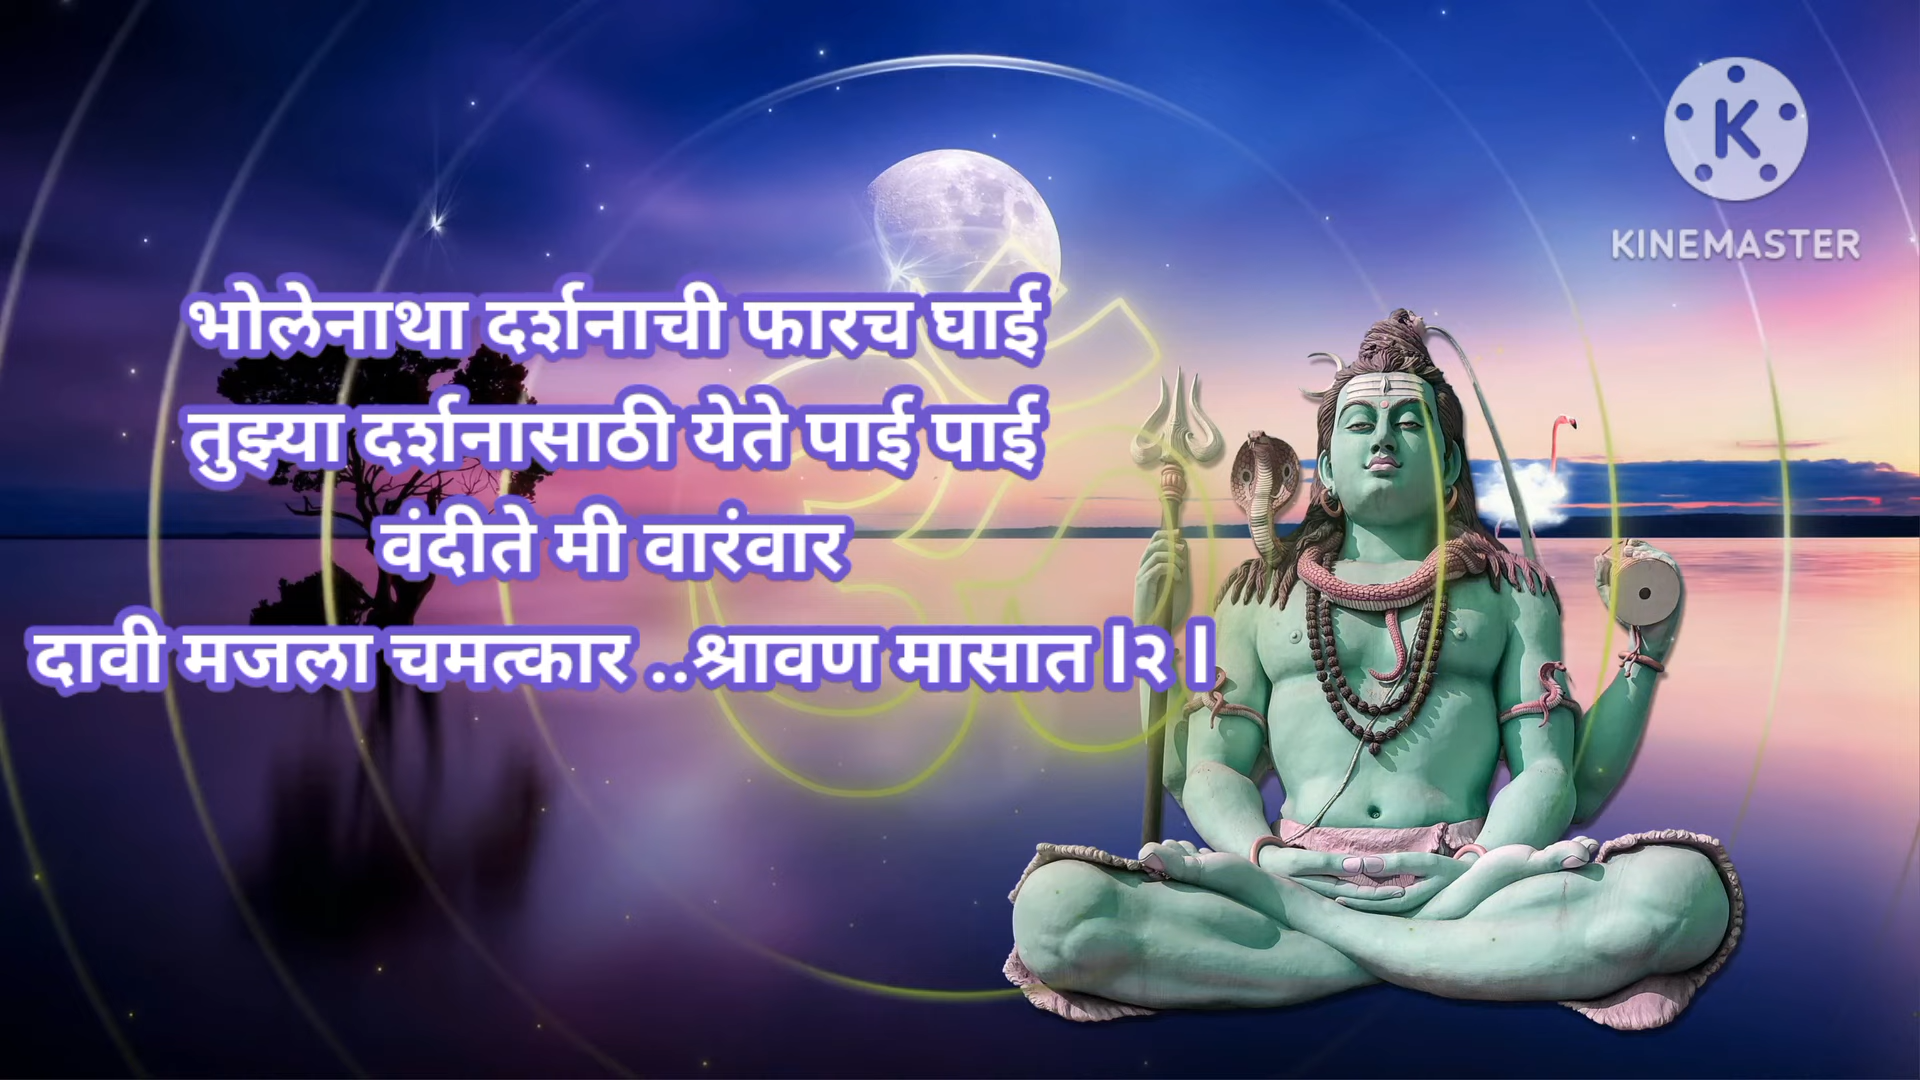 KINEMASTER
भोलेनाथा दर्शनाची फारच घाई
तुझ्या दर्शनासाठी येते पाई पाई
वंदीते मी वारंवार
दावी मजला चमत्कार ..श्रावण मासात।२।